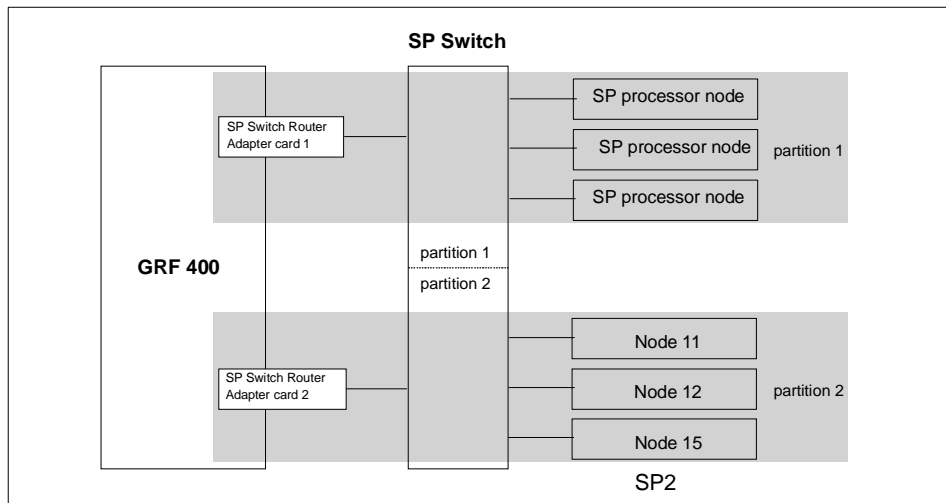 SP Switch
SP processor node
SP Switch Router
Adapter card 1
SP processor node
partition 1
SP processor node
partition 1
GRF 400
partition 2
Node 11
SP Switch Router
Adapter card 2
Node 12
partition 2
Node 15
SP2